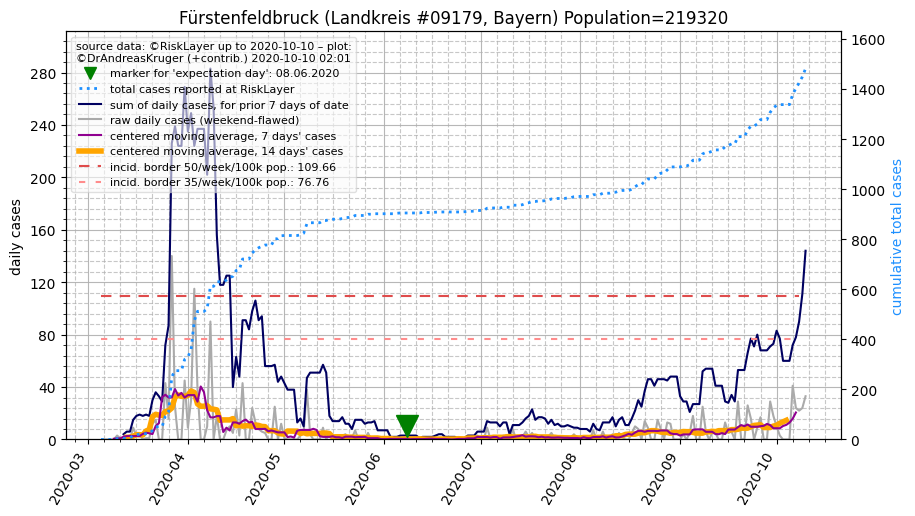 Fürstenfeldbruck (Landkreis #09179, Bayern) Population=219320
source data: ©RiskLayer up to 2020-10-10 – plot:
©DrAndreasKruger (+contrib.) 2020-10-10 02:01
marker for 'expectation day': 08.06.2020
total cases reported at RiskLayer
sum of daily cases, for prior 7 days of date
raw daily cases (weekend-flawed)
centered moving average, 7 days' cases
centered moving average, 14 days' cases
incid. border 50/week/100k pop.: 109.66
incid. border 35/week/100k pop.: 76.76
daily cases
280
240
200
160
120
80
40
0
1600
1400
1200
1000
800
600
400
200
0
cumulative total cases
2020-03
2020-04
2020-05
2020-06
2020-07
2020-08
2020-09
2020-10